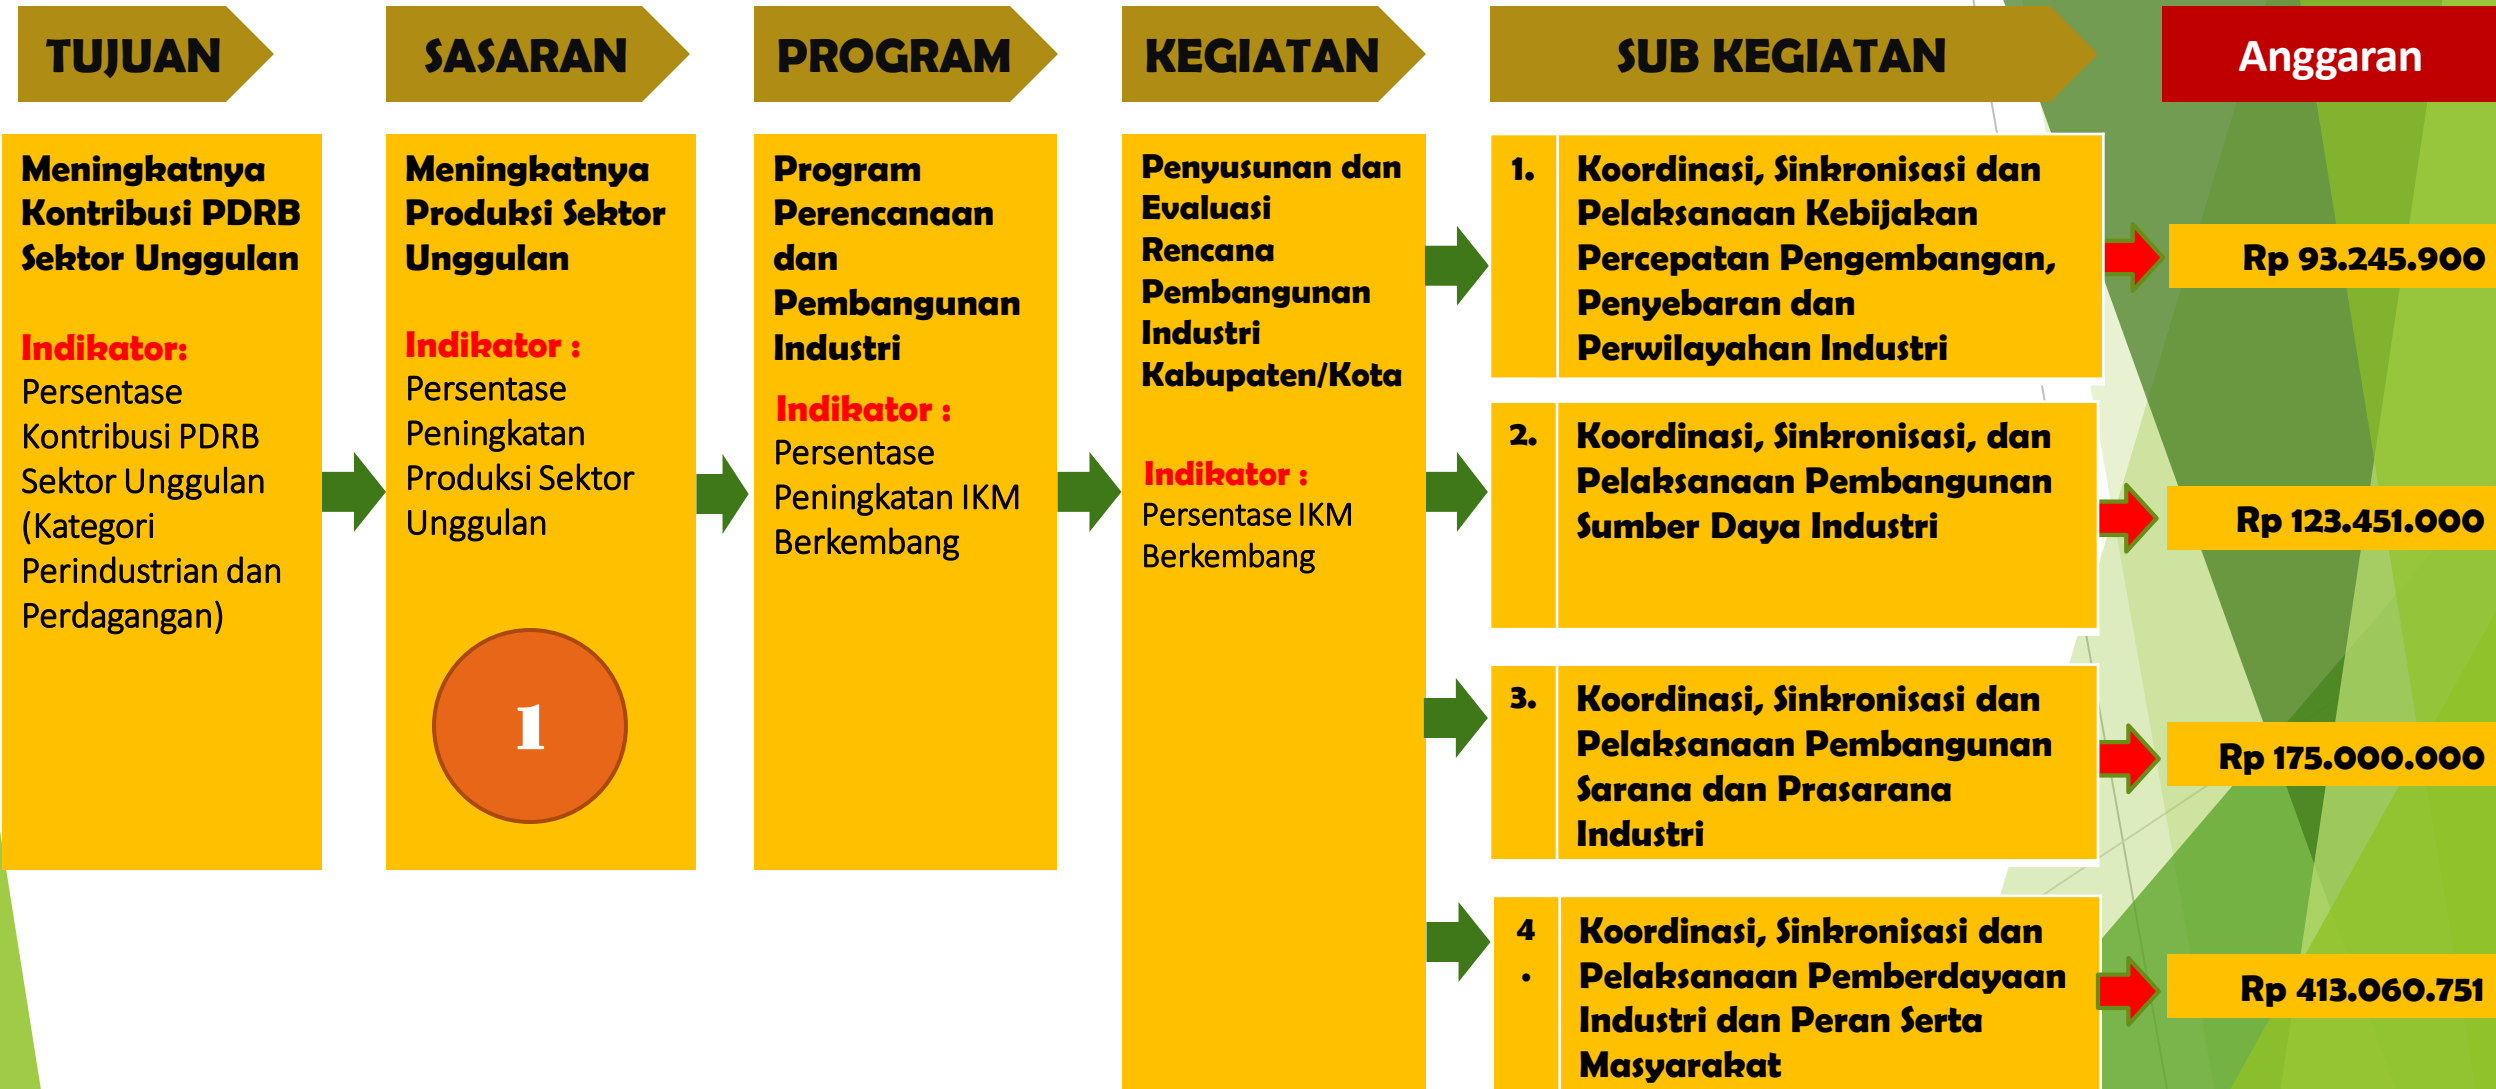 TUJUAN
SASARAN
PROGRAM
KEGIATAN
SUB KEGIATAN
Anggaran
Meningkatnya
Kontribusi PDRB
Sektor Unggulan
Indikator:
Persentase
Kontribusi PDRB
Sektor Unggulan
(Kategori
Perindustrian dan
Perdagangan)
Meningkatnya
Produksi Sektor
Unggulan
Indikator :
Persentase
Peningkatan
Produksi Sektor
Unggulan
1
Program
Perencanaan
dan
Pembangunan
Industri
Indikator :
Persentase
Peningkatan IKM
Berkembang
Penyusunan dan
Evaluasi
Rencana
Pembangunan
Industri
Kabupaten/Kota
Indikator :
Persentase IKM
Berkembang
1. Koordinasi, Sinkronisasi dan
Pelaksanaan Kebijakan
Percepatan Pengembangan,
Penyebaran dan
Perwilayahan Industri
Rp 93.245.900
2. Koordinasi, Sinkronisasi, dan
Pelaksanaan Pembangunan
Sumber Daya Industri
Rp 123.451.000
3. Koordinasi, Sinkronisasi dan
Pelaksanaan Pembangunan
Sarana dan Prasarana
Industri
Rp 175.000.000
4 Koordinasi, Sinkronisasi dan
. Pelaksanaan Pemberdayaan
Industri dan Peran Serta
Masyarakat
Rp 413.060.751